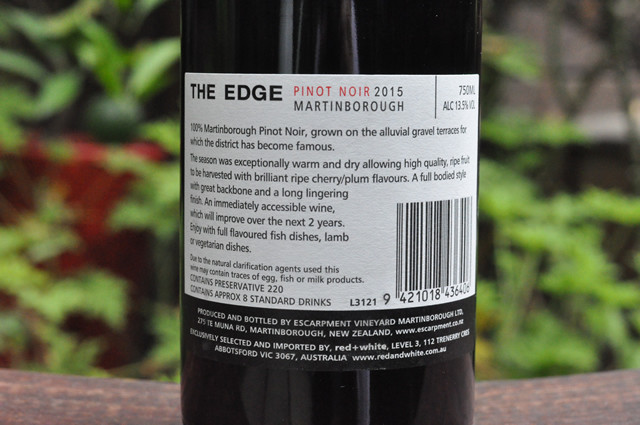 THE EDGE PINOT NOIR 2015 750ML
MARTINBOROUGH ALC 13.5% VOL
100% Martinborough Pinot Noir, grown on the alluvial gravel terraces for
which the district has become famous.
The season was exceptionally warm and dry allowing high quality, ripe fruit
to be harvested with brilliant ripe cherry/plum flavours. A full bodied style
with great backbone and a long lingering
finish. An immediately accessible wine,
which will improve over the next 2 years.
Enjoy with full flavoured fish dishes, lamb
or vegetarian dishes.
Due to the natural clarification agents used this
wine may contain traces of egg, fish or milk products.
CONTAINS PRESERVATIVE 220
CONTAINS APPROX 8 STANDARD DRINKS L3121 9 421018 436406
PRODUCED AND BOTTLED BY ESCARPMENT VINEYARD MARTINBOROUGH LTD,
275 TE MUNA RD, MARTINBOROUGH, NEW ZEALAND, www.escarpment.co.nz
EXCLUSIVELY SELECTED AND IMPORTED BY, red+white, LEVEL 3, 112 TRENERRY CRES
ABBOTSFORD VIC 3067, AUSTRALIA www.redandwhite.com.au